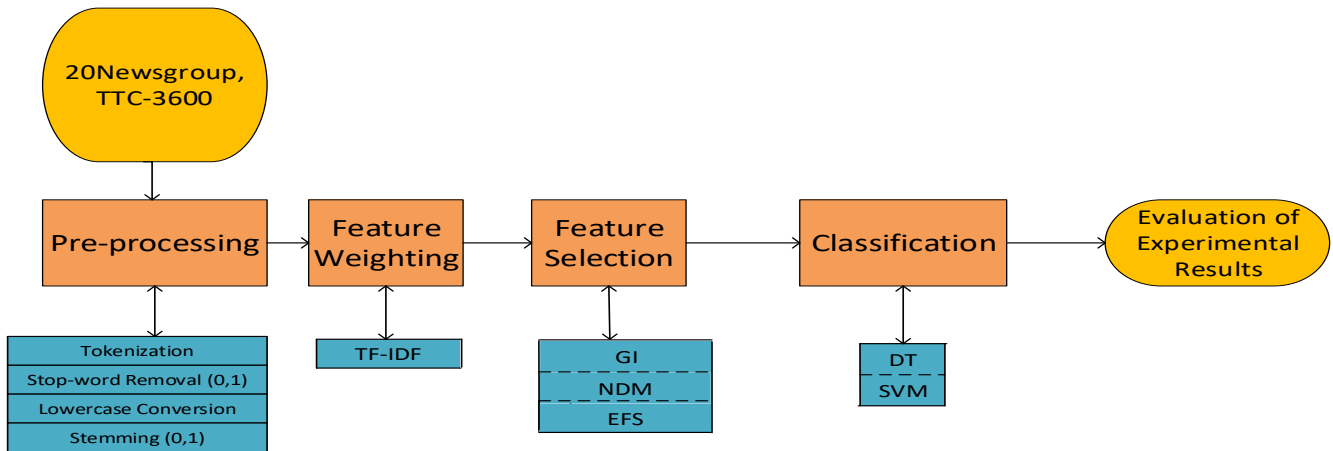 20Newsgroup,
TTC-3600
Pre-processing
Feature
Weighting
Feature
Selection
Classification
Evaluation of
Experimental
Results
Tokenization
Stop-word Removal (0,1)
Lowercase Conversion
Stemming (0,1)
TF-IDF
GI
NDM
EFS
DT
SVM